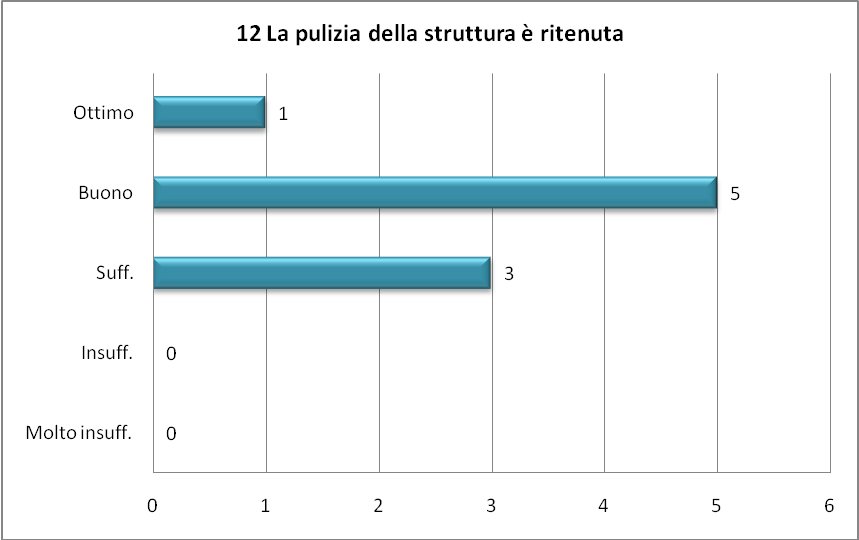 12 La pulizia della struttura è ritenuta
Ottimo 1
Buono 5
Suff. 3
Insuff. 0
Molto insuff. 0
0 1 2 3 4 5 6